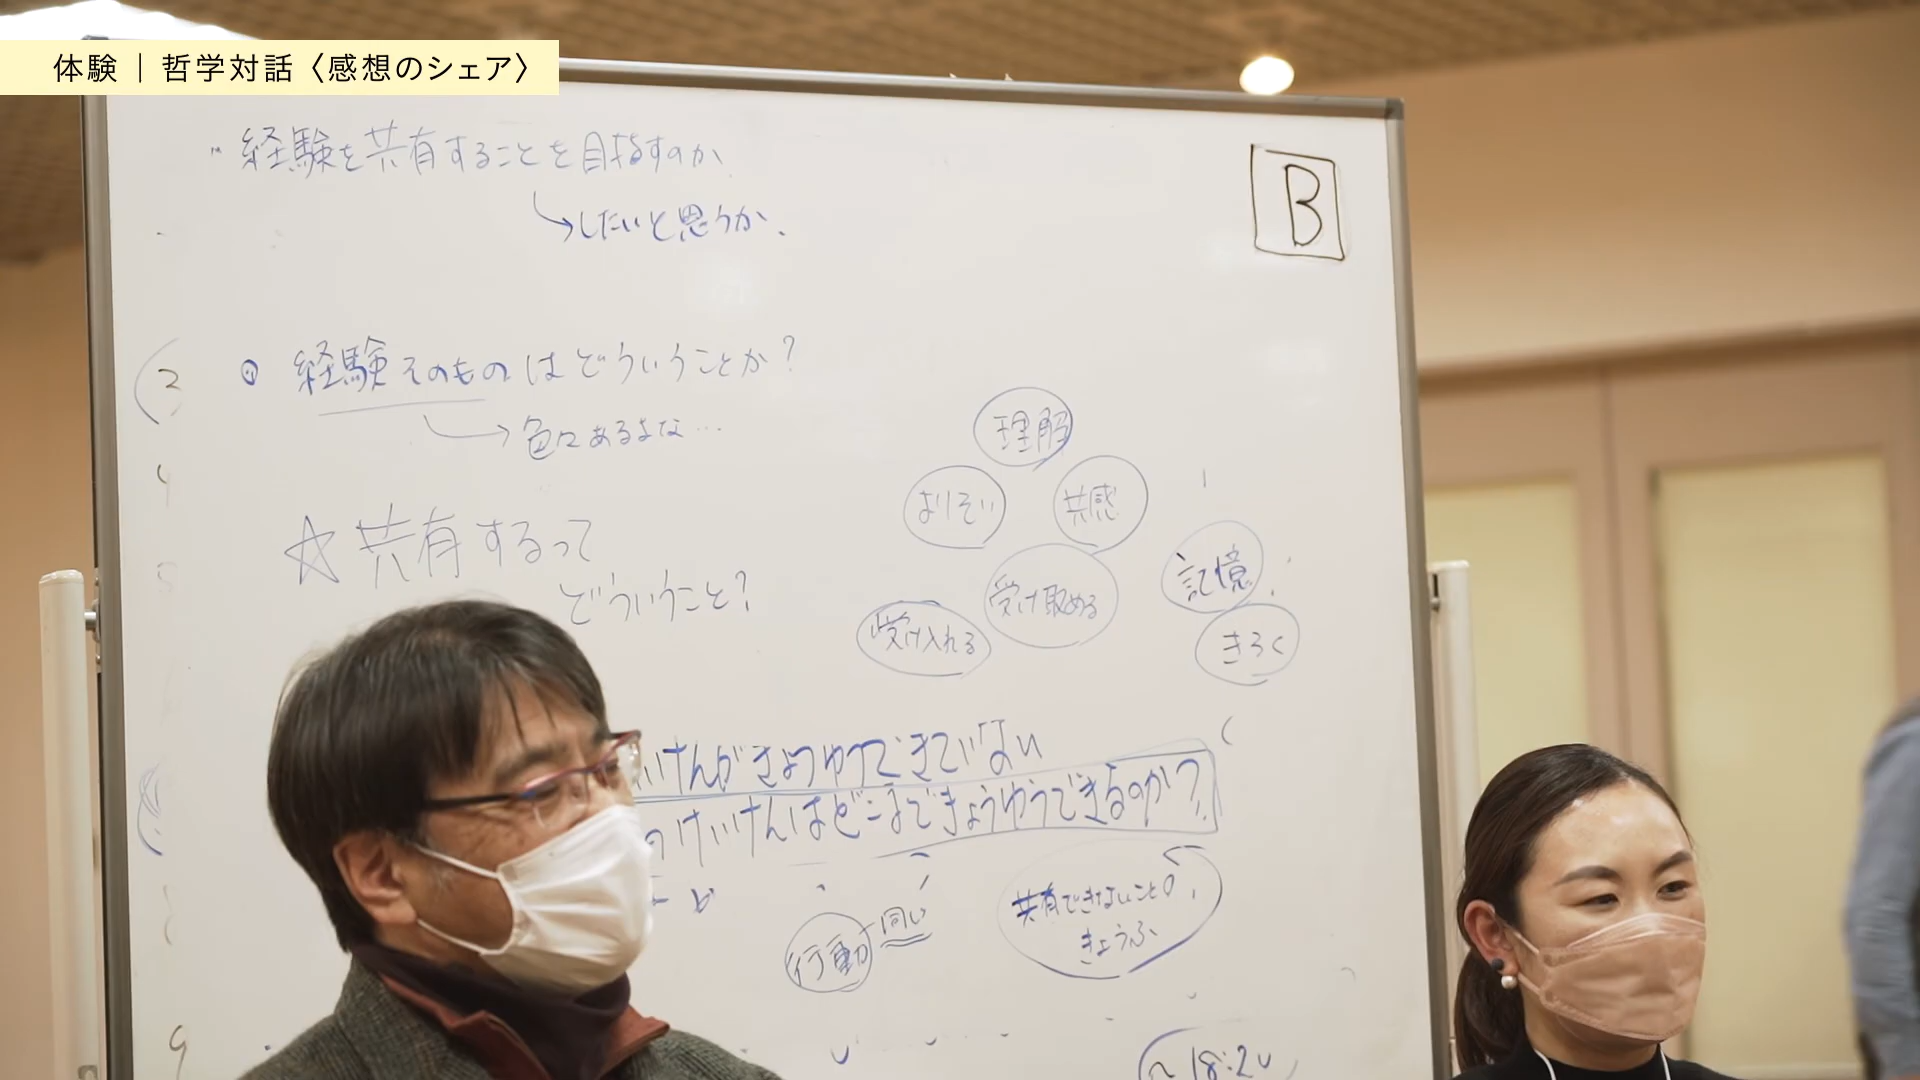 体験｜哲学対話〈感想のシェア〉
経験を共有することを目指すのか
B
→したいと思うか、
2
経験そのものはどういうことか?
→色々あるよな…
4
理解
よりそい
共感
5
☆共有するって
どういうこと?
記憶
受け取める
受け入れる
きろく
いけんがきょうゆうできていない
のけいけんはどこまできょうゆうできるのか?
行動
同い
共有できないことの
きょうふ
9
〜18:20